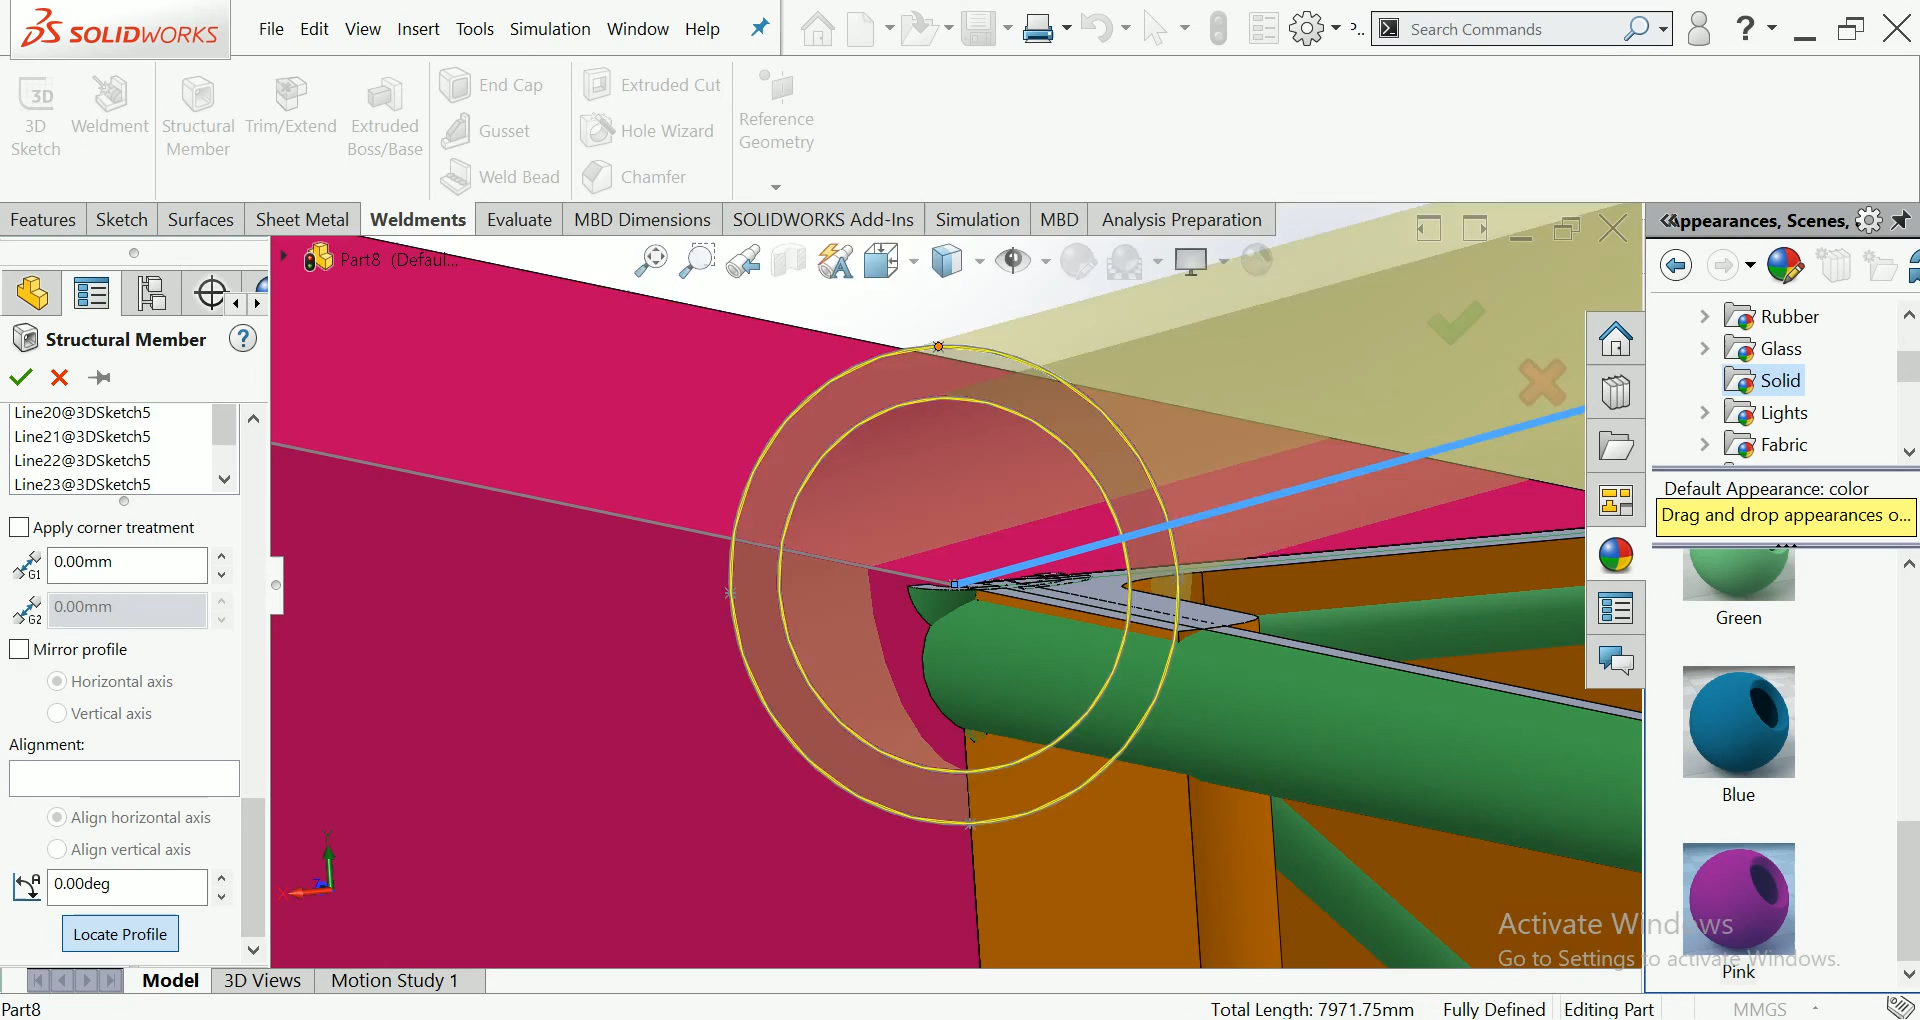 SOLIDWORKS File Edit View Insert Tools Simulation Window Help P.. Search Commands ?
3D Sketch
Weldment
Structural Member
Trim/Extend
Extruded Boss/Base
End Cap
Gusset
Weld Bead
Extruded Cut
Hole Wizard
Chamfer
Reference Geometry
Features Sketch Surfaces Sheet Metal Weldments Evaluate MBD Dimensions SOLIDWORKS Add-Ins Simulation MBD Analysis Preparation
Part8 (Defaul...
Structural Member ?
Line20@3DSketch5
Line21@3DSketch5
Line22@3DSketch5
Line23@3DSketch5
Apply corner treatment
G1 0.00mm
G2 0.00mm
Mirror profile
Horizontal axis
Vertical axis
Alignment:
Align horizontal axis
Align vertical axis
0.00deg
Locate Profile
Y
X
Z
Appearances, Scenes,
Rubber
Glass
Solid
Lights
Fabric
Default Appearance: color
Drag and drop appearances o...
Green
Blue
Pink
Activate Windows
Go to Settings to activate Windows.
Model 3D Views Motion Study 1
Part8 Total Length: 7971.75mm Fully Defined Editing Part MMGS